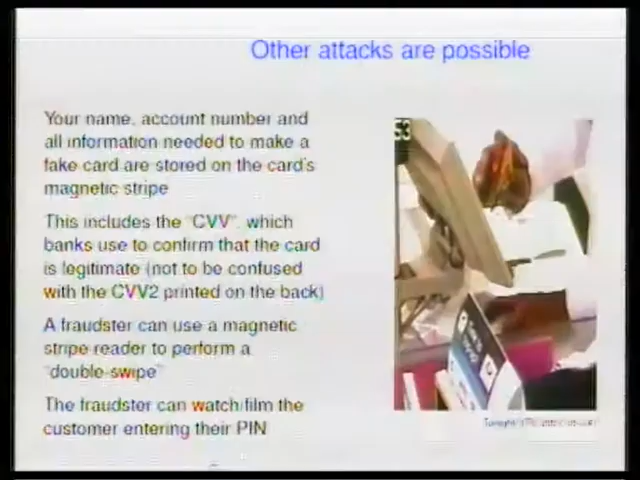 Other attacks are possible
Your name, account number and
all information needed to make a
fake card are stored on the card's
magnetic stripe
This includes the "CVV", which
banks use to confirm that the card
is legitimate (not to be confused
with the CVV2 printed on the back)
A fraudster can use a magnetic
stripe reader to perform a
"double-swipe"
The fraudster can watch/film the
customer entering their PIN
53